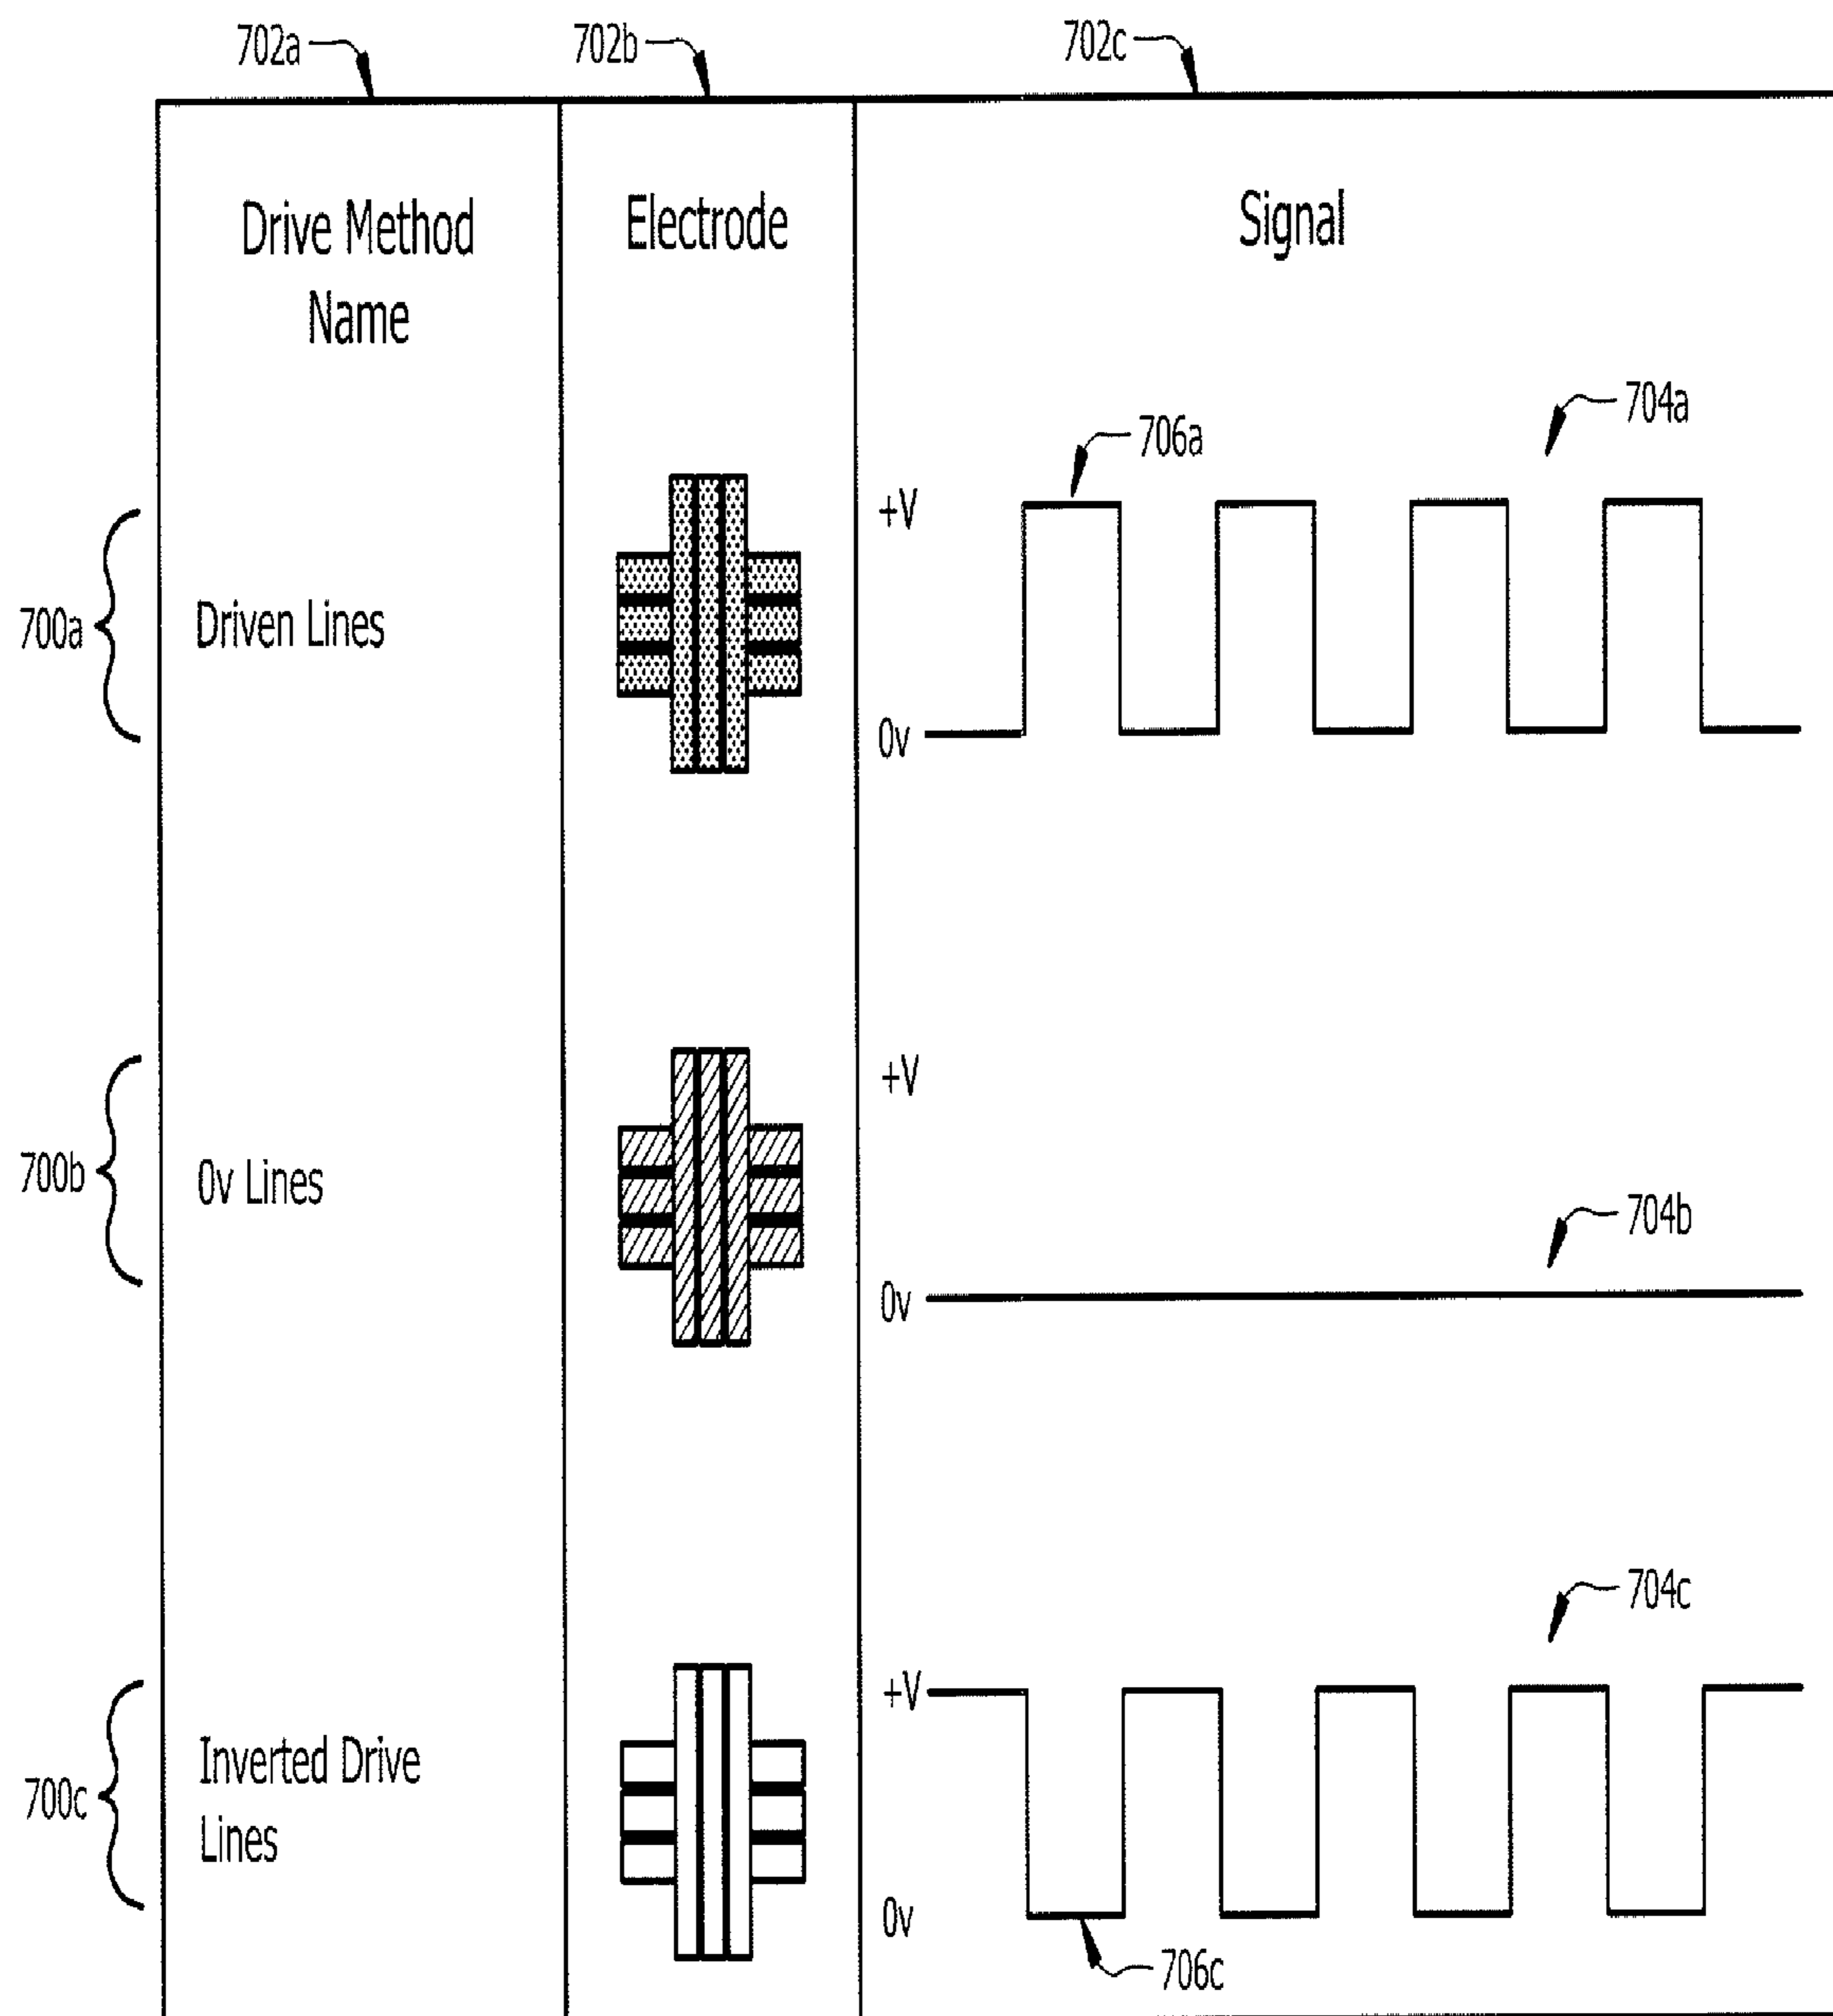 702a
702b
702c
Drive Method
Name
Electrode
Signal
704a
706a
+V
700a
Driven Lines
0v
+V
700b
0v Lines
704b
0v
704c
+V
Inverted Drive
700c
Lines
0v
706c